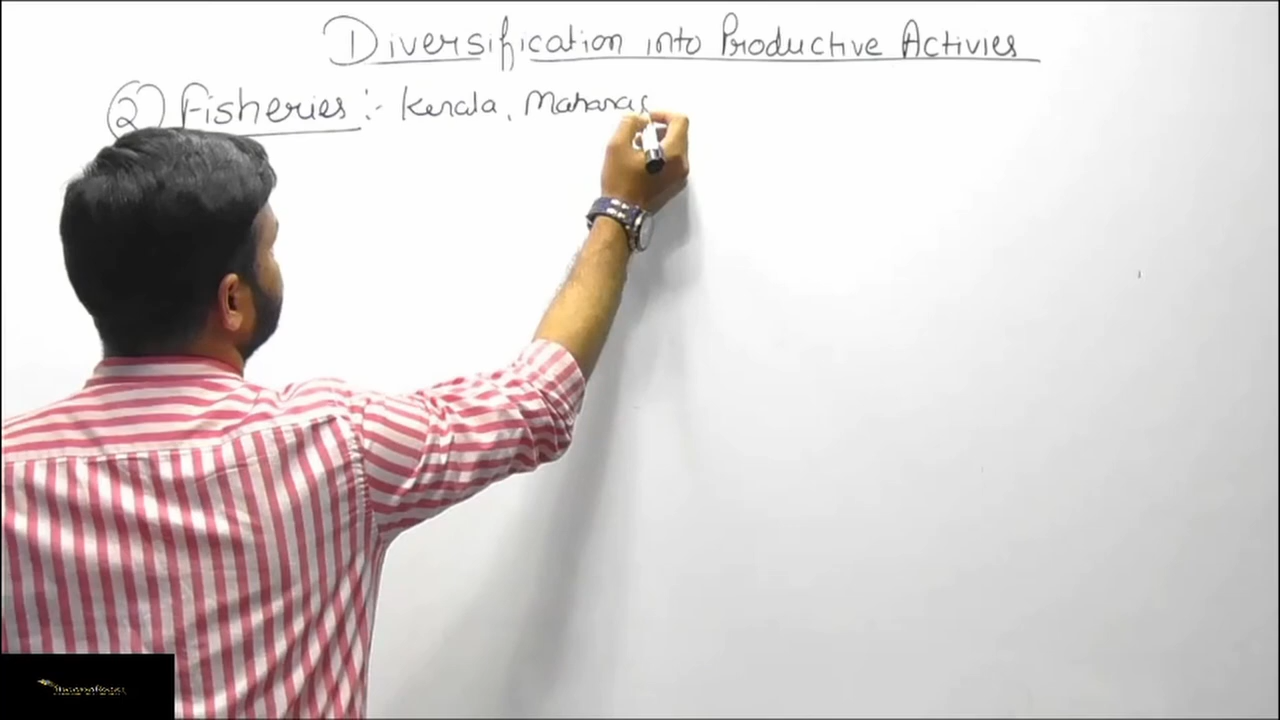 Diversification into Productive Activies
2) Fisheries :- Kerala, Maharas